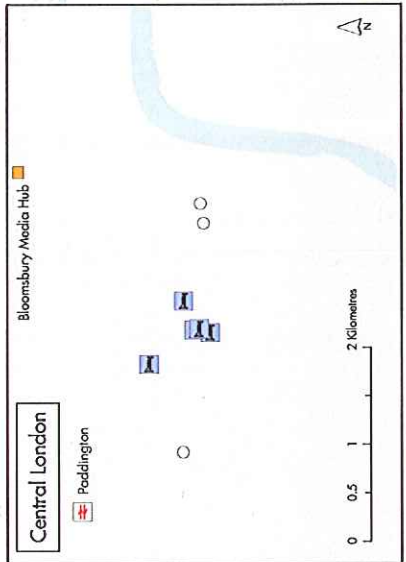 Central London
Paddington
Bloomsbury Media Hub
0
0.5
1
2 Kilometres
N